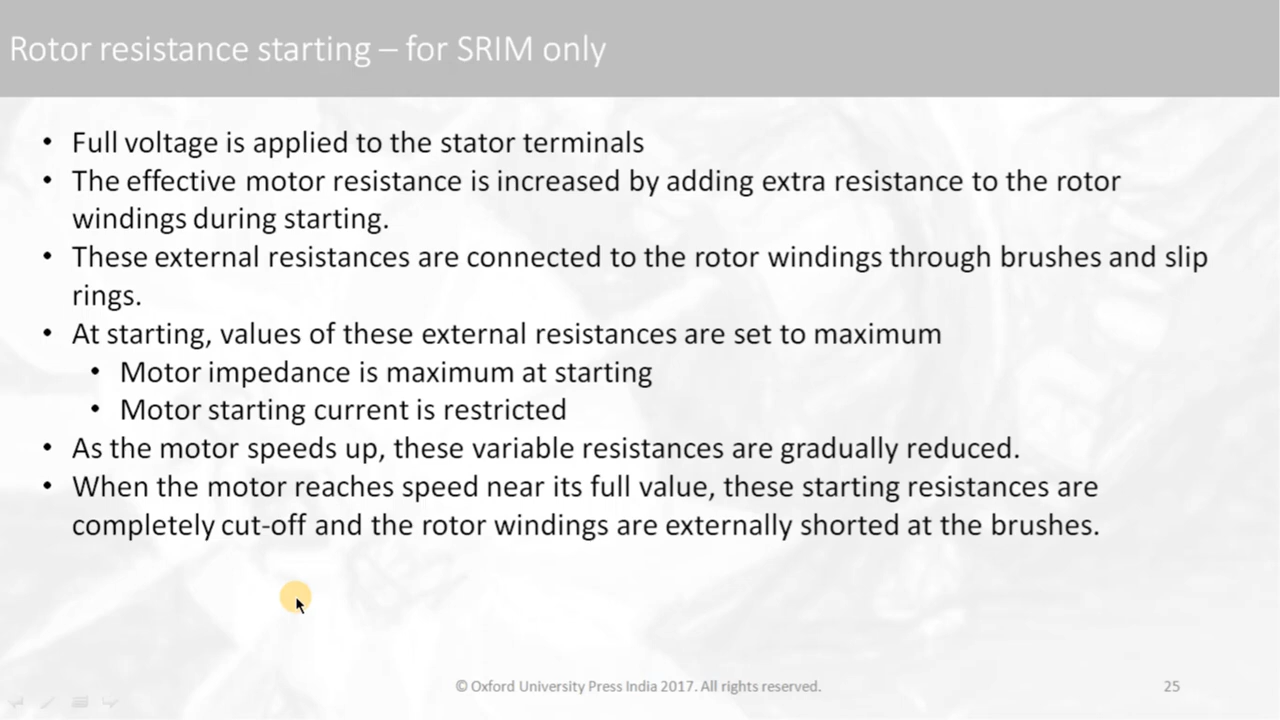 Rotor resistance starting – for SRIM only
• Full voltage is applied to the stator terminals
• The effective motor resistance is increased by adding extra resistance to the rotor
windings during starting.
• These external resistances are connected to the rotor windings through brushes and slip
rings.
• At starting, values of these external resistances are set to maximum
• Motor impedance is maximum at starting
• Motor starting current is restricted
• As the motor speeds up, these variable resistances are gradually reduced.
• When the motor reaches speed near its full value, these starting resistances are
completely cut-off and the rotor windings are externally shorted at the brushes.
© Oxford University Press India 2017. All rights reserved.
25